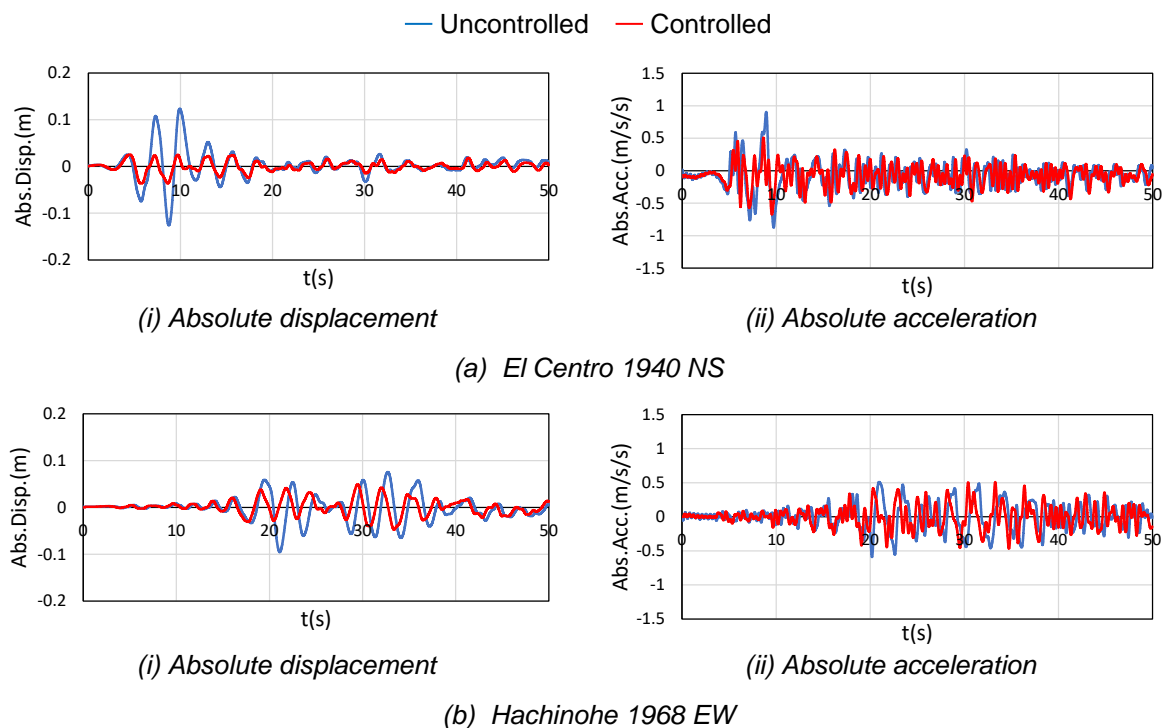 Uncontrolled Controlled
0.2
0.1
0
-0.1
-0.2
0 10 20 30 40 50
Abs.Disp.(m)
t(s)
(i) Absolute displacement
1.5
1
0.5
0
-0.5
-1
-1.5
0 10 20 30 40 50
Abs.Acc.(m/s/s)
t(s)
(ii) Absolute acceleration
(a) El Centro 1940 NS
0.2
0.1
0
-0.1
-0.2
0 10 20 30 40 50
Abs.Disp.(m)
t(s)
(i) Absolute displacement
1.5
1
0.5
0
-0.5
-1
-1.5
0 10 20 30 40 50
Abs.Acc.(m/s/s)
t(s)
(ii) Absolute acceleration
(b) Hachinohe 1968 EW